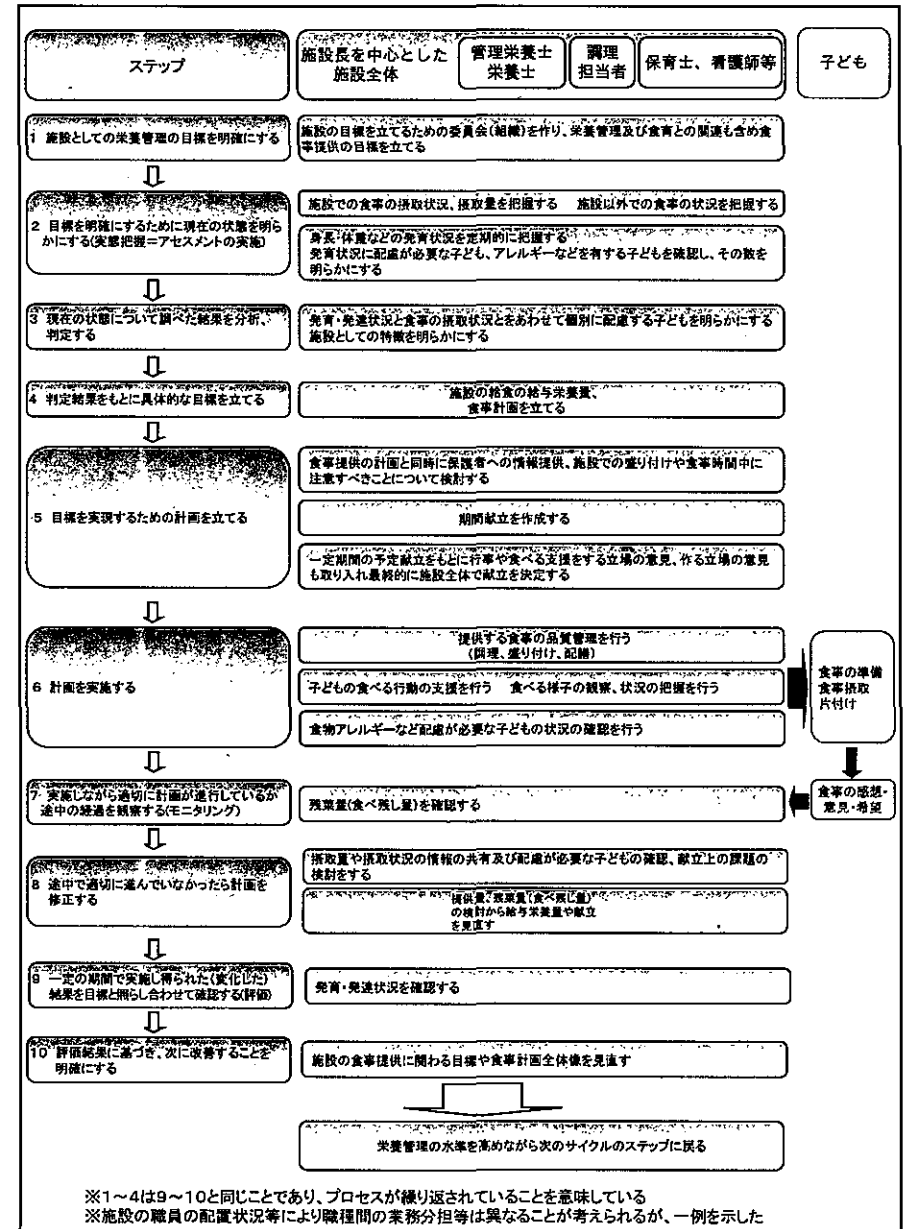 ステップ
施設長を中心とした
施設全体
管理栄養士
栄養士
調理
担当者
保育士、看護師等
子ども
1 施設としての栄養管理の目標を明確にする
施設の目標を立てるための委員会(組織)を作り、栄養管理及び食育との関連も含め食
事提供の目標を立てる
2 目標を明確にするために現在の状態を明ら
かにする(実態把握=アセスメントの実施)
施設での食事の摂取状況、摂取量を把握する 施設以外での食事の状況を把握する
身長・体重などの発育状況を定期的に把握する
発育状況に配慮が必要な子ども、アレルギーなどを有する子どもを確認し、その数を
明らかにする
3 現在の状態について調べた結果を分析、
判定する
発育・発達状況と食事の摂取状況とをあわせて個別に配慮する子どもを明らかにする
施設としての特徴を明らかにする
4 判定結果をもとに具体的な目標を立てる
施設の給食の給与栄養量、
食事計画を立てる
5 目標を実現するための計画を立てる
食事提供の計画と同時に保護者への情報提供、施設での盛り付けや食事時間中に
注意すべきことについて検討する
期間献立を作成する
一定期間の予定献立をもとに行事や食べる支援をする立場の意見、作る立場の意見
も取り入れ最終的に施設全体で献立を決定する
6 計画を実施する
提供する食事の品質管理を行う
(調理、盛り付け、配膳)
子どもの食べる行動の支援を行う 食べる様子の観察、状況の把握を行う
食物アレルギーなど配慮が必要な子どもの状況の確認を行う
食事の準備
食事摂取
片付け
7 実施しながら適切に計画が進行しているか
途中の経過を観察する(モニタリング)
残菜量(食べ残し量)を確認する
食事の感想・
意見・希望
8 途中で適切に進んでいなかったら計画を
修正する
摂取量や摂取状況の情報の共有及び配慮が必要な子どもの確認、献立上の課題の
検討をする
提供量、残菜量(食べ残し量)
の検討から給与栄養量や献立
を見直す
9 一定の期間で実施し得られた(変化した)
結果を目標と照らし合わせて確認する(評価)
発育・発達状況を確認する
10 評価結果に基づき、次に改善することを
明確にする
施設の食事提供に関わる目標や食事計画全体像を見直す
栄養管理の水準を高めながら次のサイクルのステップに戻る
※1~4は9~10と同じことであり、プロセスが繰り返されていることを意味している
※施設の職員の配置状況等により職種間の業務分担等は異なることが考えられるが、一例を示した